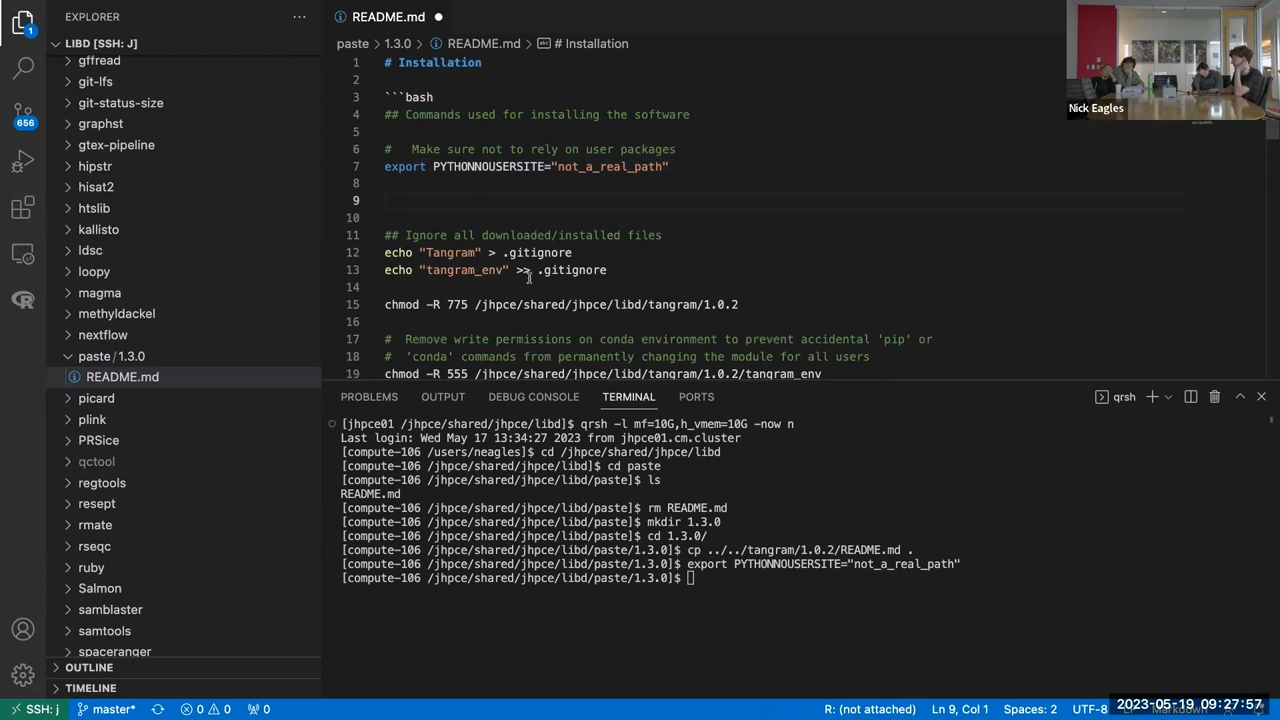 EXPLORER
LIBD [SSH: J]
gffread
git-lfs
git-status-size
graphst
gtex-pipeline
hipstr
hisat2
htslib
kallisto
ldsc
loopy
magma
methyldackel
nextflow
paste/1.3.0
README.md
picard
plink
PRSice
qctool
regtools
resept
rmate
rseqc
ruby
Salmon
samblaster
samtools
spaceranger
OUTLINE
TIMELINE
1
656
README.md
paste > 1.3.0 > README.md > # Installation
1 # Installation
2
3 ```bash
4 ## Commands used for installing the software
5
6 #   Make sure not to rely on user packages
7 export PYTHONNOUSERSITE="not_a_real_path"
8
9
10
11 ## Ignore all downloaded/installed files
12 echo "Tangram" > .gitignore
13 echo "tangram_env" >> .gitignore
14
15 chmod -R 775 /jhpce/shared/jhpce/libd/tangram/1.0.2
16
17 #  Remove write permissions on conda environment to prevent accidental 'pip' or
18 #  'conda' commands from permanently changing the module for all users
19 chmod -R 555 /jhpce/shared/jhpce/libd/tangram/1.0.2/tangram_env
Nick Eagles
PROBLEMS OUTPUT DEBUG CONSOLE TERMINAL PORTS
qrsh
[jhpce01 /jhpce/shared/jhpce/libd]$ qrsh -l mf=10G,h_vmem=10G -now n
Last login: Wed May 17 13:34:27 2023 from jhpce01.cm.cluster
[compute-106 /users/neagles]$ cd /jhpce/shared/jhpce/libd
[compute-106 /jhpce/shared/jhpce/libd]$ cd paste
[compute-106 /jhpce/shared/jhpce/libd/paste]$ ls
README.md
[compute-106 /jhpce/shared/jhpce/libd/paste]$ rm README.md
[compute-106 /jhpce/shared/jhpce/libd/paste]$ mkdir 1.3.0
[compute-106 /jhpce/shared/jhpce/libd/paste]$ cd 1.3.0/
[compute-106 /jhpce/shared/jhpce/libd/paste/1.3.0]$ cp ../../tangram/1.0.2/README.md .
[compute-106 /jhpce/shared/jhpce/libd/paste/1.3.0]$ export PYTHONNOUSERSITE="not_a_real_path"
[compute-106 /jhpce/shared/jhpce/libd/paste/1.3.0]$
SSH: j master* 0 0 0 R: (not attached) Ln 9, Col 1 Spaces: 2 UTF-8
2023-05-19 09:27:57